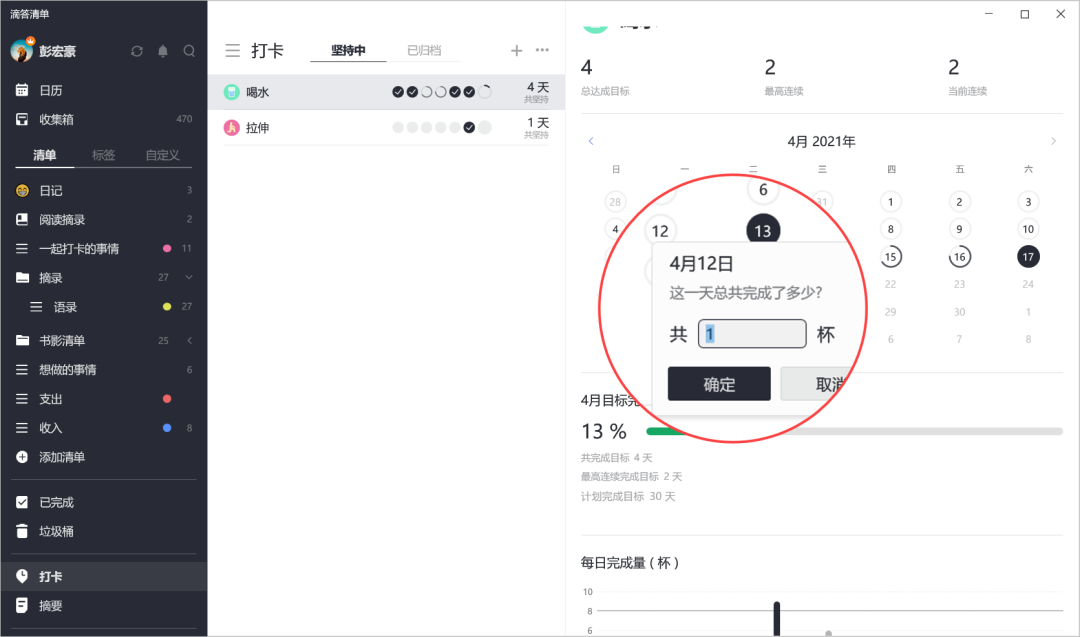 滴答清单
彭宏豪
日历
收集箱 470
清单 标签 自定义
日记 3
阅读摘录 2
一起打卡的事情 11
摘录 27
语录 27
书影清单 25
想做的事情 6
支出
收入 8
添加清单
已完成
垃圾桶
打卡
摘要
打卡 坚持中 已归档
喝水 4 天
共坚持
拉伸 1 天
共坚持
4 2 2
总达成目标 最高连续 当前连续
4月 2021年
日 一 二 三 四 五 六
28 31 1 2 3
6
4 8 9 10
12 13
15 16 17
22 23 24
29 30 1
6 7 8
4月12日
这一天总共完成了多少?
共 1 杯
确定 取消
4月目标完
13 %
共完成目标 4 天
最高连续完成目标 2 天
计划完成目标 30 天
每日完成量 ( 杯 )
10
8
6